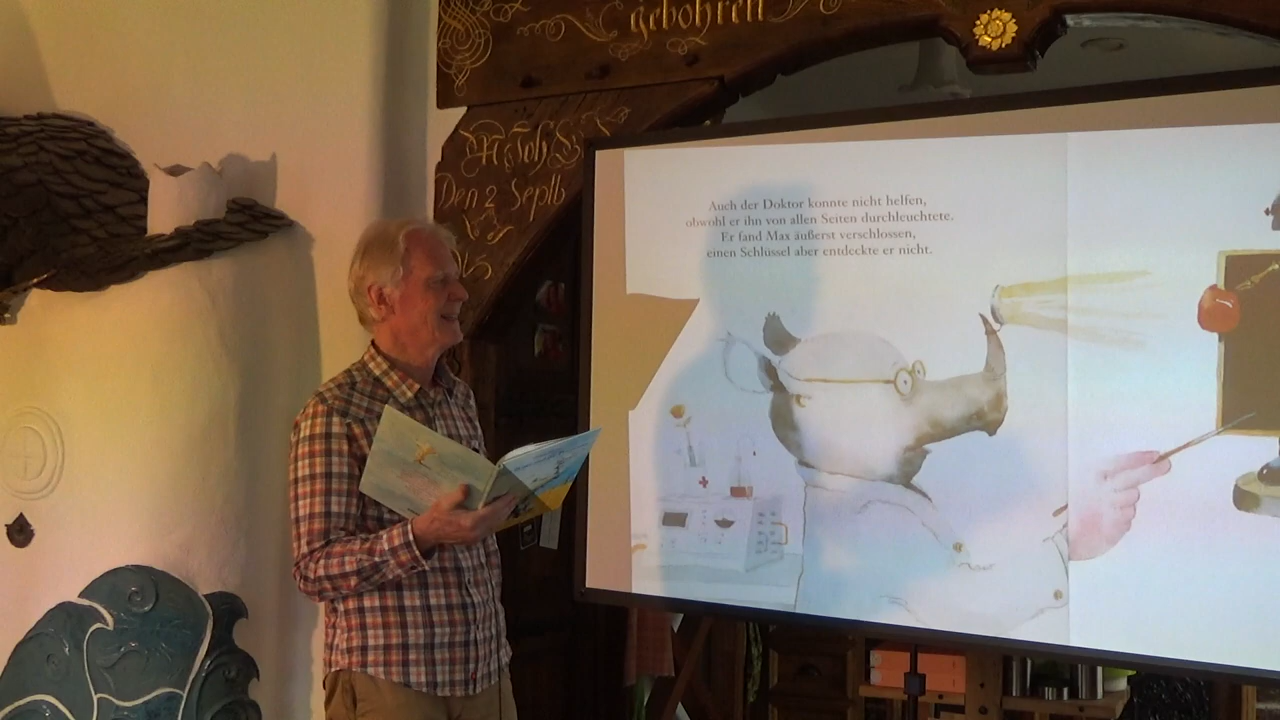 gebohren
Den 2 Septb
Auch der Doktor konnte nicht helfen,
obwohl er ihn von allen Seiten durchleuchtete.
Er fand Max äußerst verschlossen,
einen Schlüssel aber entdeckte er nicht.